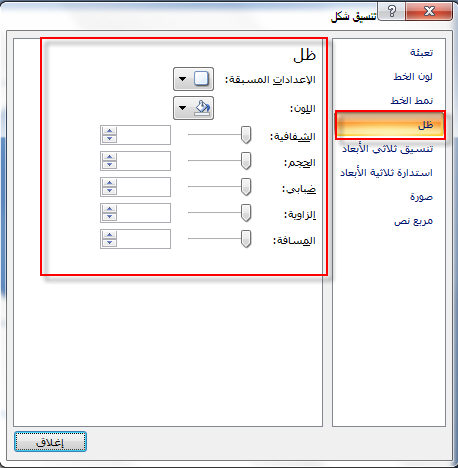 تنسيق شكل
تعبئة
لون الخط
نمط الخط
ظل
تنسيق ثلاثي الأبعاد
استدارة ثلاثية الأبعاد
صورة
مربع نص
ظل
الإعدادات المسبقة:
اللون:
الشفافية:
الحجم:
ضبابي:
الزاوية:
المسافة:
إغلاق